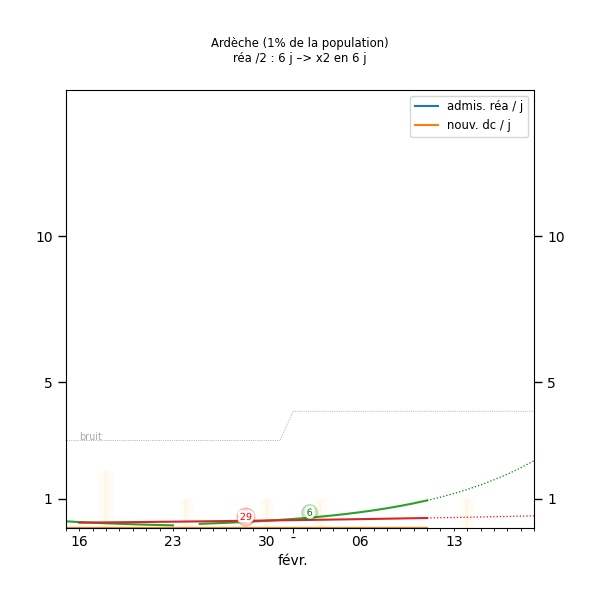 Ardèche (1% de la population)
réa /2 : 6 j –> x2 en 6 j
admis. réa / j
nouv. dc / j
10
10
5
5
bruit
1
1
29
6
16
23
30
-
06
13
févr.